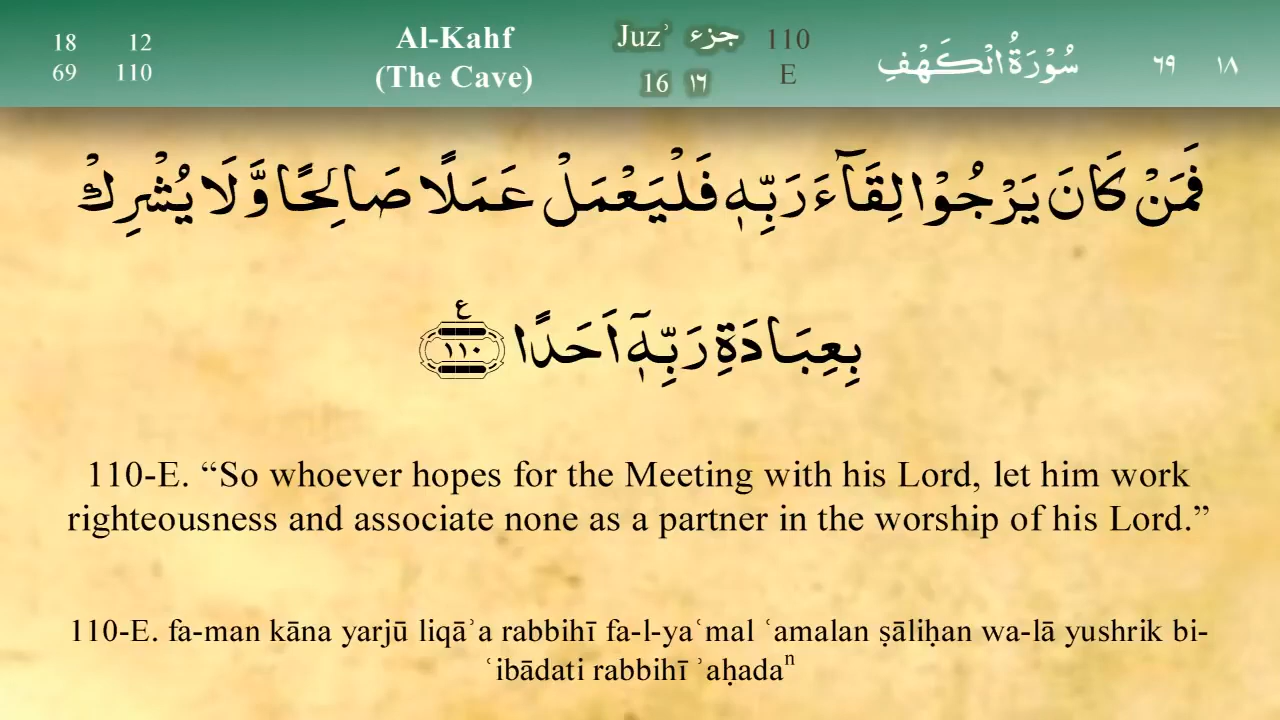 18 12 Al-Kahf Juzʾ جزء 110 سُوْرَةُ الْكَهْفِ ٦٩ ١٨
69 110 (The Cave) 16 ١٦ E
فَمَنْ كَانَ يَرْجُوْا لِقَآءَ رَبِّهٖ فَلْيَعْمَلْ عَمَلًا صَالِحًا وَّلَا يُشْرِكْ
بِعِبَادَةِ رَبِّهٖٓ اَحَدًا ع ١١٠
110-E. “So whoever hopes for the Meeting with his Lord, let him work
righteousness and associate none as a partner in the worship of his Lord.”
110-E. fa-man kāna yarjū liqāʾa rabbihī fa-l-yaʿmal ʿamalan ṣāliḥan wa-lā yushrik bi-
ʿibādati rabbihī ʾaḥadaⁿ